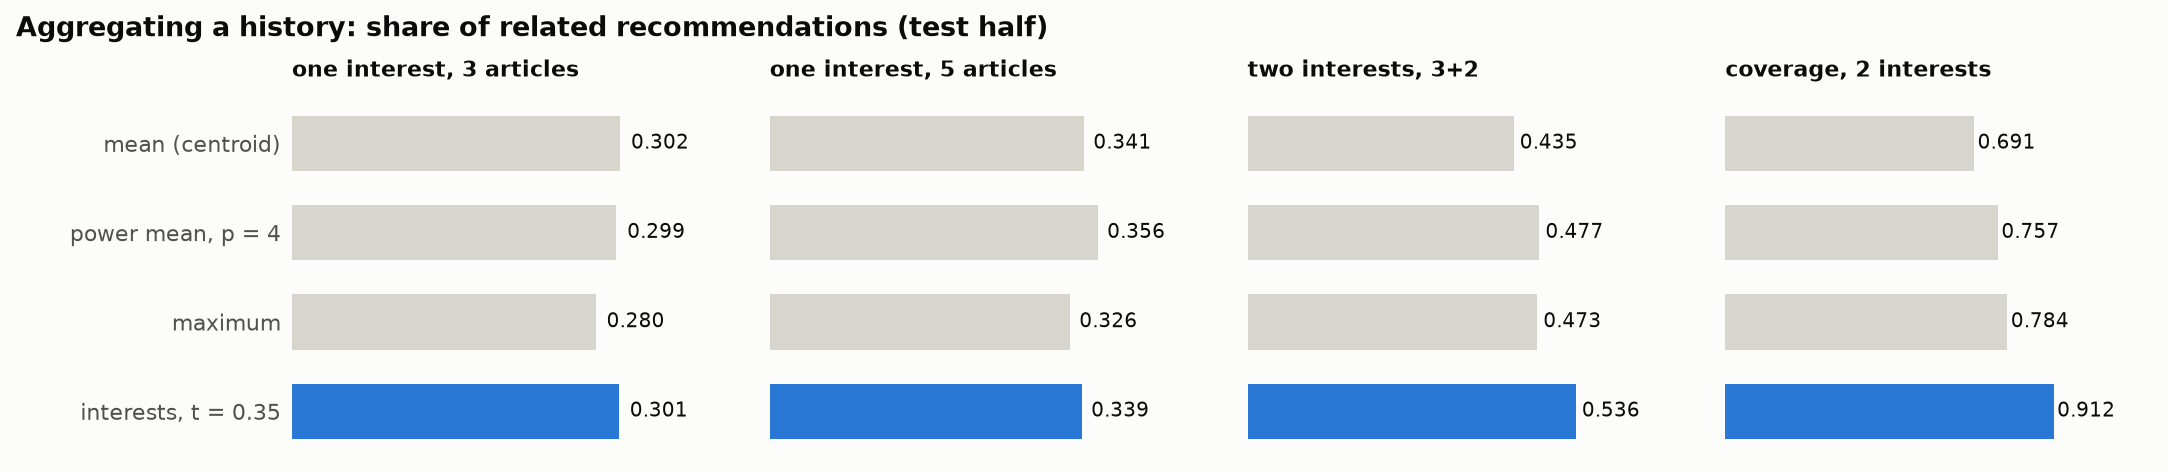 Aggregating a history: share of related recommendations (test half)
one interest, 3 articles
one interest, 5 articles
two interests, 3+2
coverage, 2 interests
mean (centroid)
0.302
0.341
0.435
0.691
power mean, p = 4
0.299
0.356
0.477
0.757
maximum
0.280
0.326
0.473
0.784
interests, t = 0.35
0.301
0.339
0.536
0.912